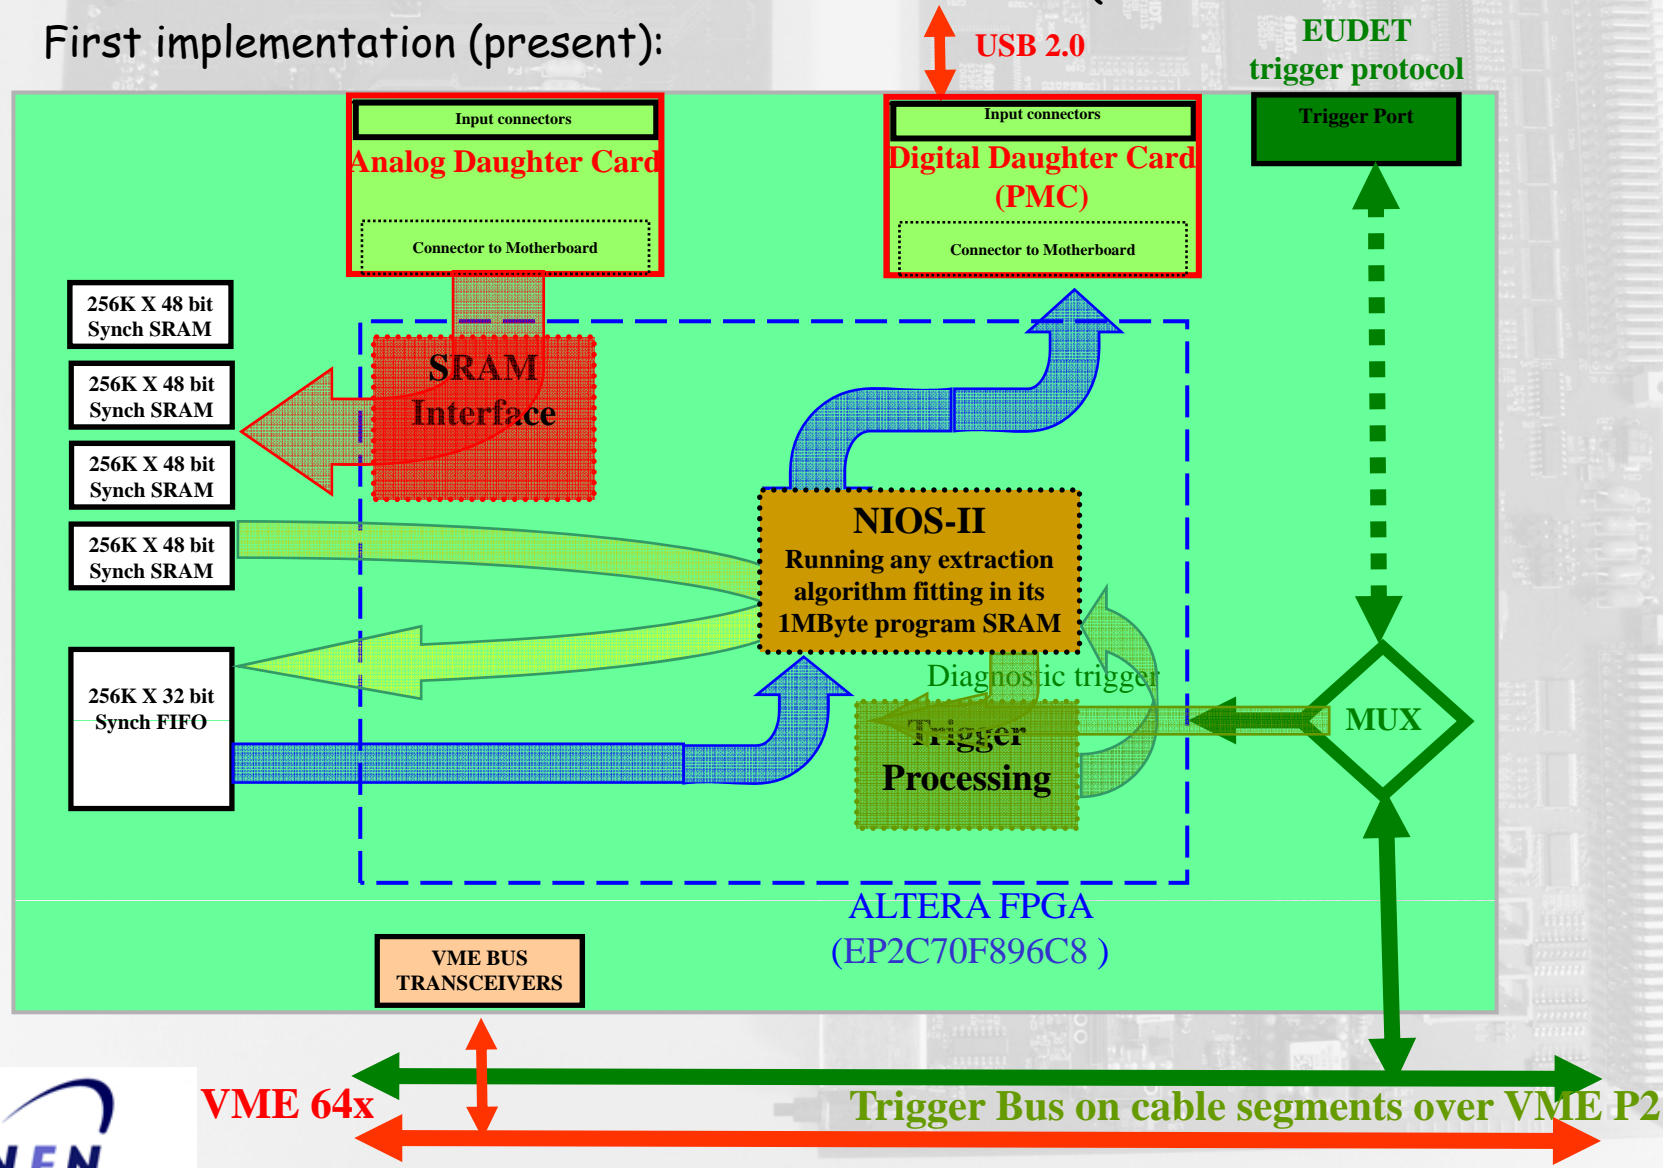 First implementation (present):
USB 2.0
EUDET
trigger protocol
Input connectors
Analog Daughter Card
Connector to Motherboard
Input connectors
Digital Daughter Card
(PMC)
Connector to Motherboard
Trigger Port
256K X 48 bit
Synch SRAM
256K X 48 bit
Synch SRAM
256K X 48 bit
Synch SRAM
256K X 48 bit
Synch SRAM
SRAM
Interface
NIOS-II
Running any extraction
algorithm fitting in its
1MByte program SRAM
Diagnostic trigger
256K X 32 bit
Synch FIFO
Trigger
Processing
MUX
ALTERA FPGA
(EP2C70F896C8 )
VME BUS
TRANSCEIVERS
VME 64x
Trigger Bus on cable segments over VME P2